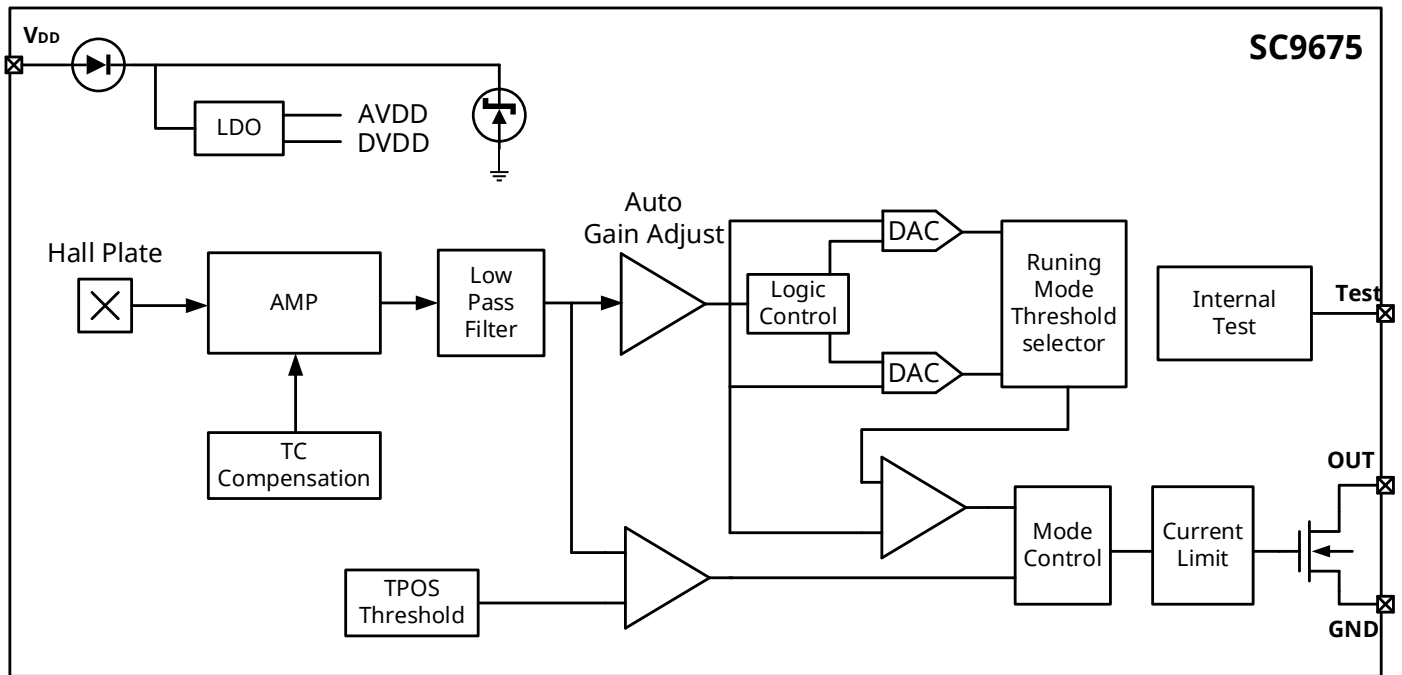 VDD
SC9675
LDO
AVDD
DVDD
Auto
Gain Adjust
DAC
Hall Plate
AMP
Low
Pass
Filter
Logic
Control
Runing
Mode
Threshold
selector
Internal
Test
Test
DAC
TC
Compensation
OUT
Mode
Control
Current
Limit
TPOS
Threshold
GND